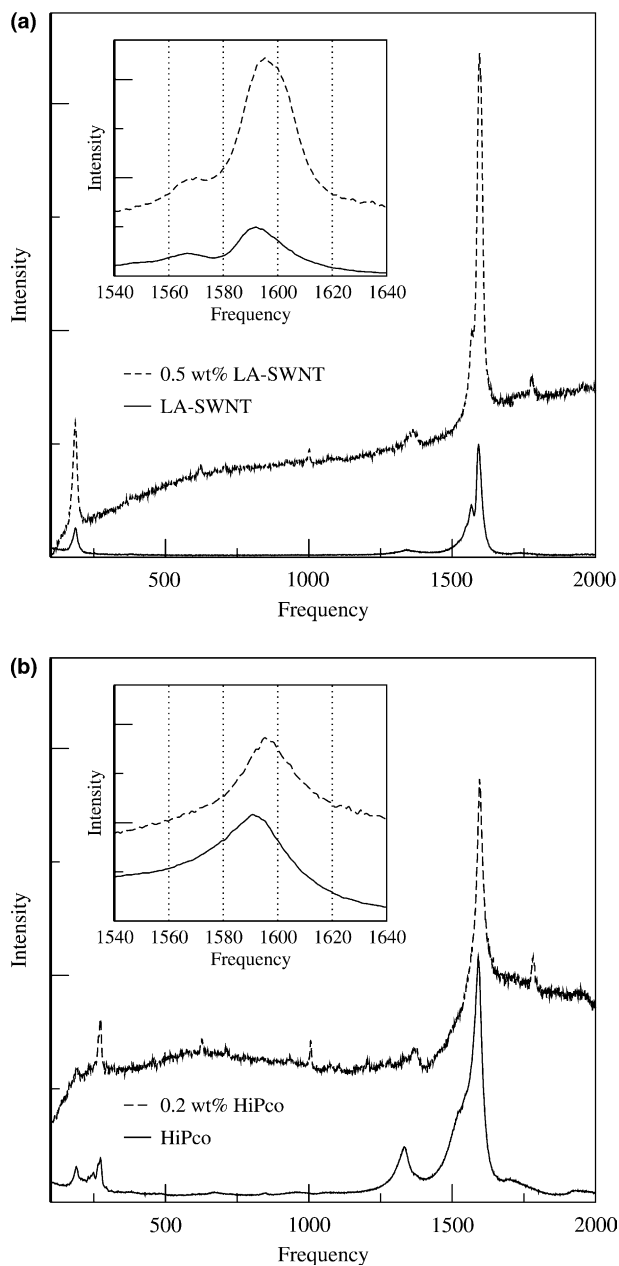 (a)
Intensity
Intensity
1540 1560 1580 1600 1620 1640
Frequency
0.5 wt% LA-SWNT
LA-SWNT
500 1000 1500 2000
Frequency
(b)
Intensity
Intensity
1540 1560 1580 1600 1620 1640
Frequency
0.2 wt% HiPco
HiPco
500 1000 1500 2000
Frequency